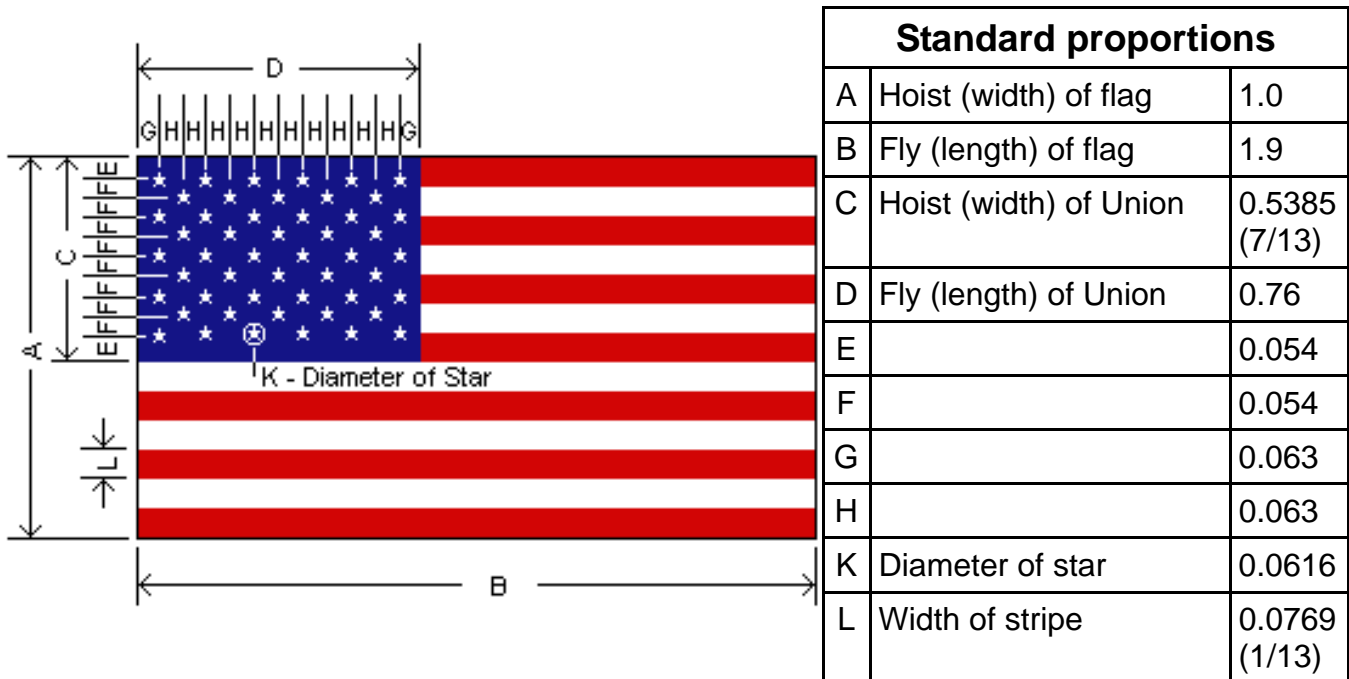 D
G H H H H H H H H H H G
E
F
F
F
F
F
F
F
F
E
C
A
K - Diameter of Star
L
B
Standard proportions
A Hoist (width) of flag 1.0
B Fly (length) of flag 1.9
C Hoist (width) of Union 0.5385
(7/13)
D Fly (length) of Union 0.76
E 0.054
F 0.054
G 0.063
H 0.063
K Diameter of star 0.0616
L Width of stripe 0.0769
(1/13)